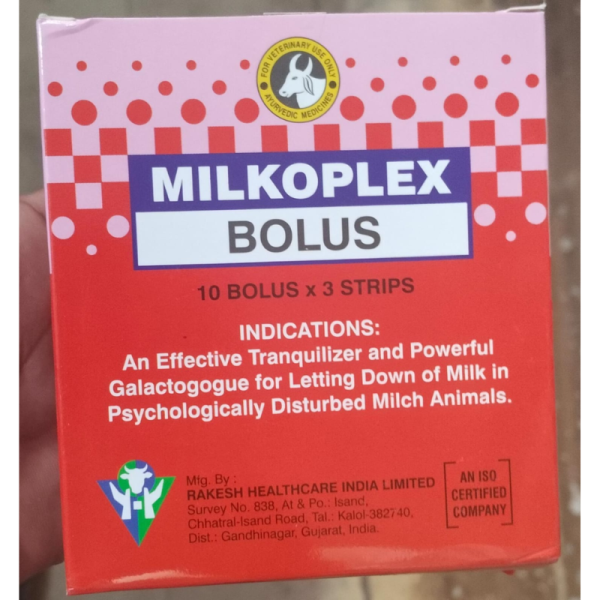 FOR VETERINARY USE ONLY
AYURVEDIC MEDICINES
MILKOPLEX
BOLUS
10 BOLUS x 3 STRIPS
INDICATIONS:
An Effective Tranquilizer and Powerful
Galactogogue for Letting Down of Milk in
Psychologically Disturbed Milch Animals.
Mfg. By :
RAKESH HEALTHCARE INDIA LIMITED
Survey No. 838, At & Po.: Isand,
Chhatral-Isand Road, Tal.: Kalol-382740,
Dist.: Gandhinagar, Gujarat, India.
AN ISO
CERTIFIED
COMPANY